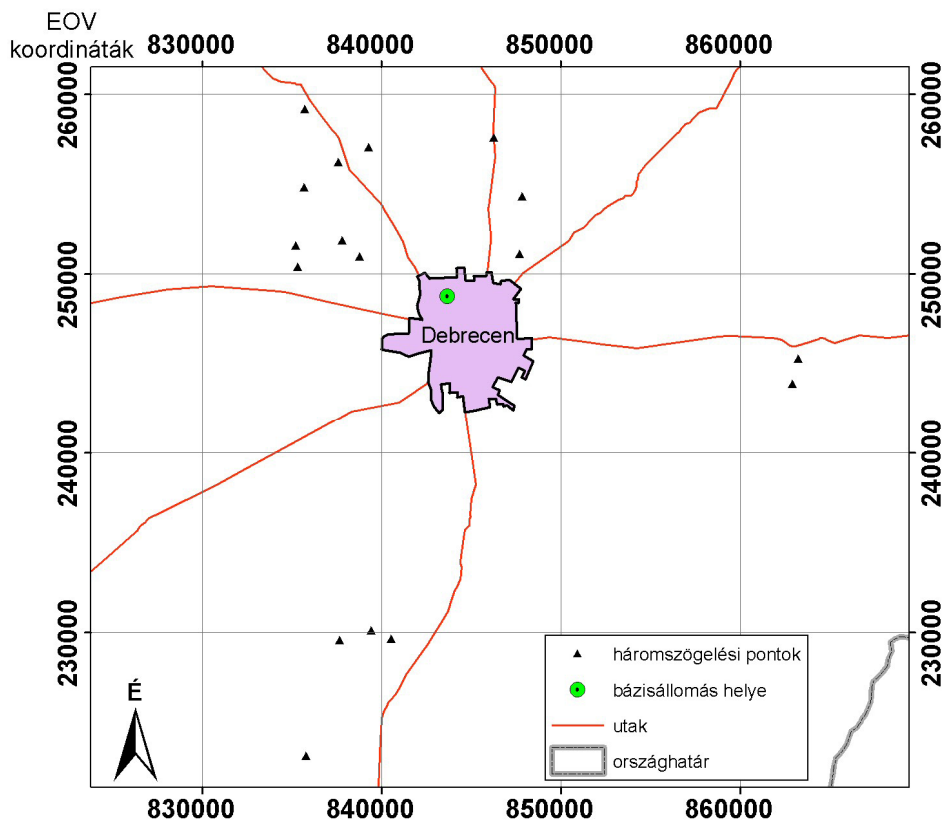 EOV
koordináták
830000
840000
850000
860000
260000
260000
250000
250000
Debrecen
240000
240000
230000
230000
É
háromszögelési pontok
bázisállomás helye
utak
országhatár
830000
840000
850000
860000